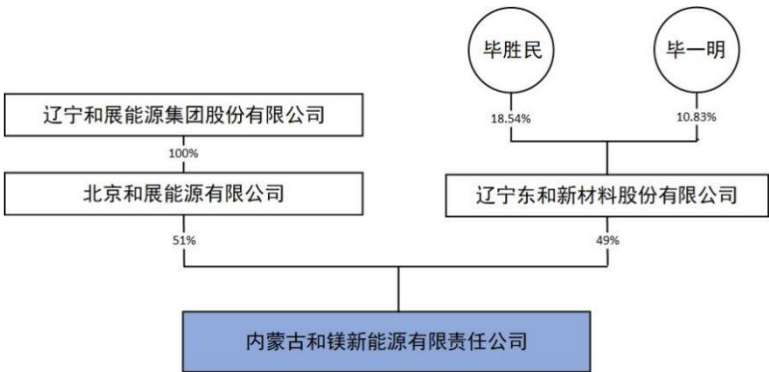 毕胜民
毕一明
18.54%
10.83%
辽宁和展能源集团股份有限公司
100%
北京和展能源有限公司
辽宁东和新材料股份有限公司
51%
49%
内蒙古和镁新能源有限责任公司